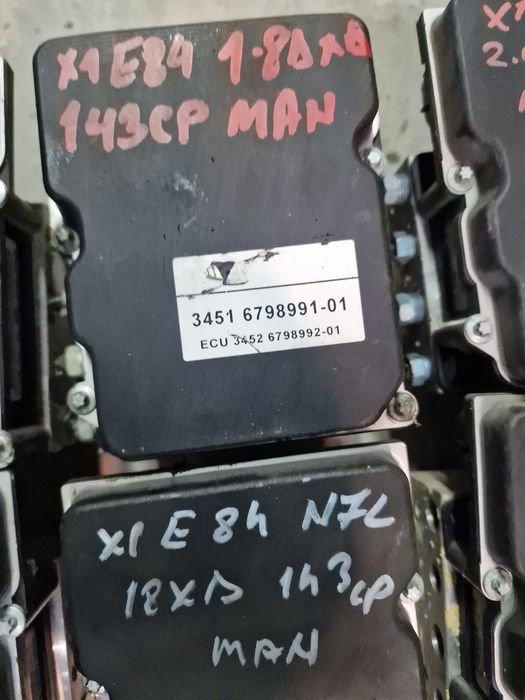 X1 E84 1.8D XD
143CP MAN
3451 6798991-01
ECU 3452 6798992-01
X1 E84 N7L
18XD 143cp
MAN